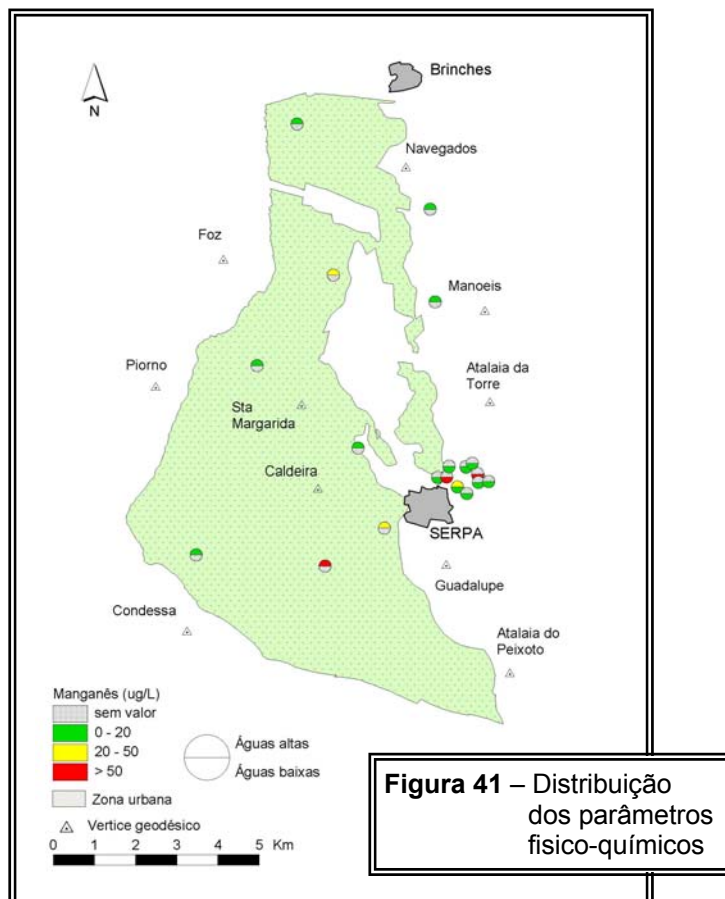 Brinches
N
Navegados
Foz
Manoeis
Piorno
Atalaia da
Torre
Sta
Margarida
Caldeira
SERPA
Guadalupe
Condessa
Atalaia do
Peixoto
Manganês (ug/L)
sem valor
0 - 20
20 - 50
> 50
Águas altas
Águas baixas
Zona urbana
Vertice geodésico
0 1 2 3 4 5 Km
Figura 41 – Distribuição
dos parâmetros
fisico-químicos